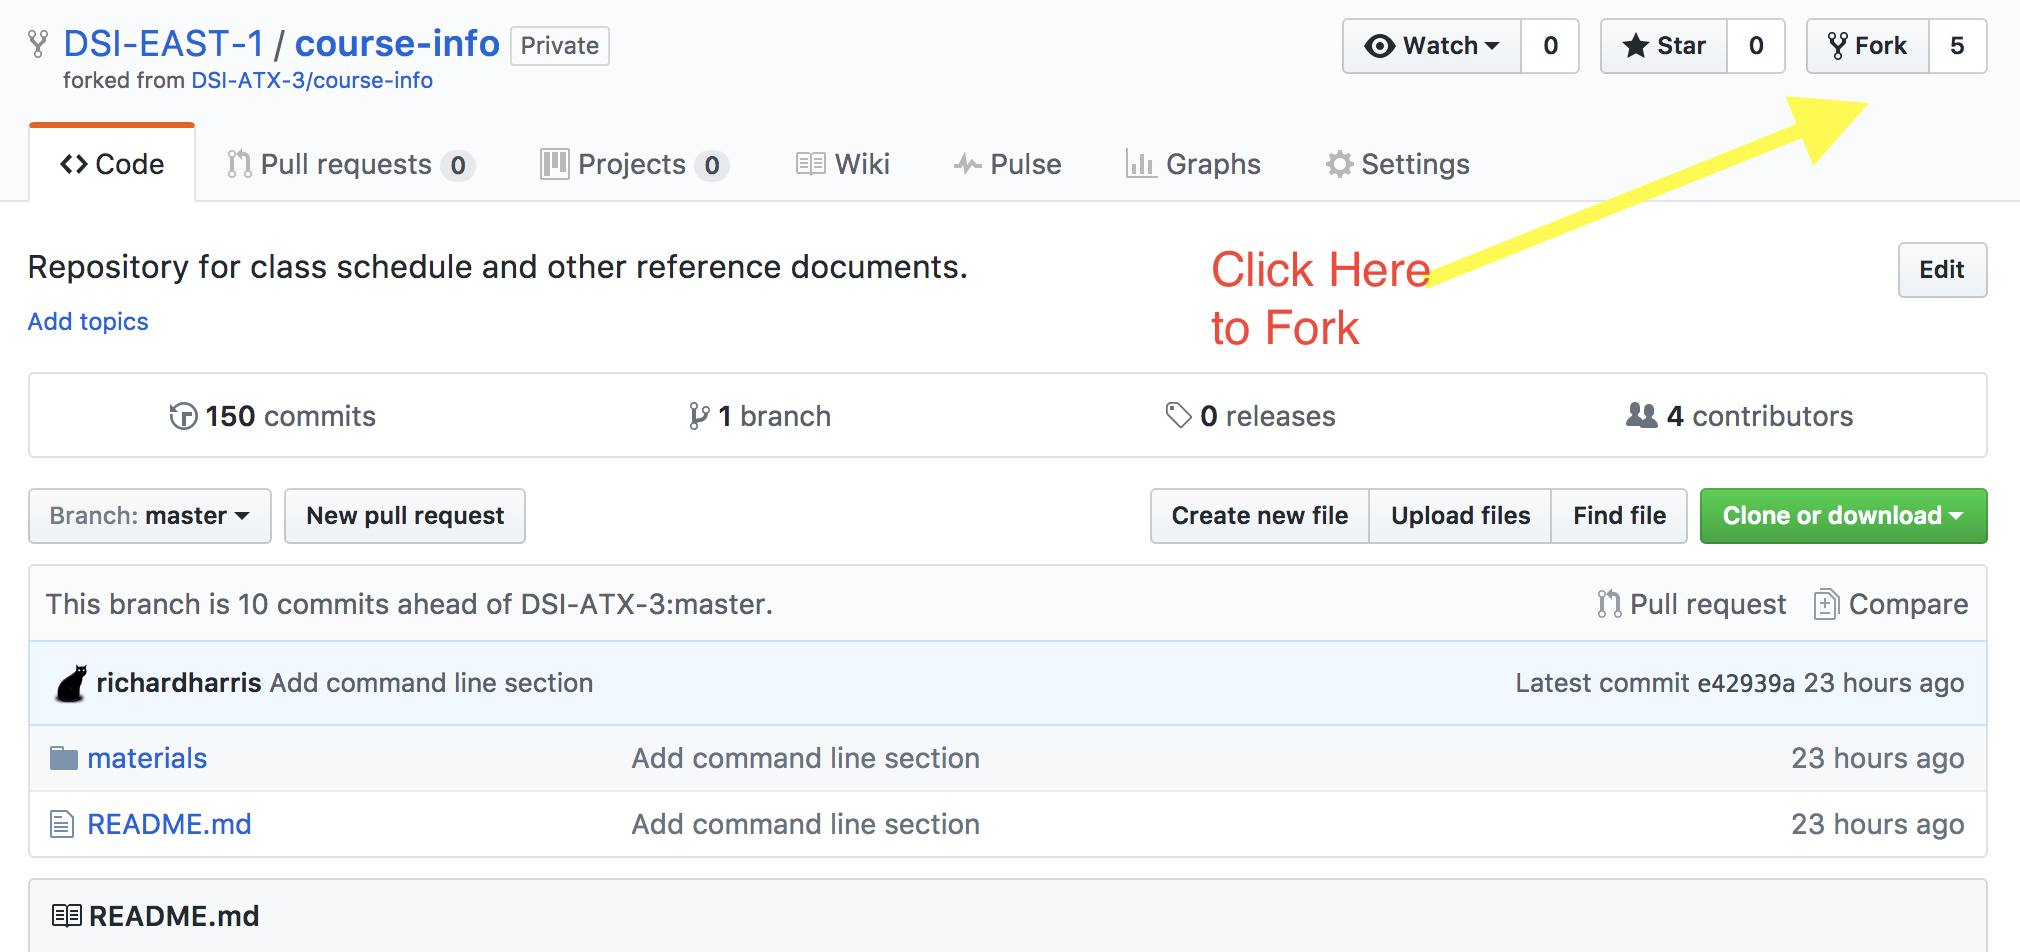 DSI-EAST-1 / course-info Private
forked from DSI-ATX-3/course-info
Watch 0 Star 0 Fork 5
Code Pull requests 0 Projects 0 Wiki Pulse Graphs Settings
Repository for class schedule and other reference documents.
Edit
Add topics
Click Here
to Fork
150 commits 1 branch 0 releases 4 contributors
Branch: master New pull request Create new file Upload files Find file Clone or download
This branch is 10 commits ahead of DSI-ATX-3:master. Pull request Compare
richardharris Add command line section Latest commit e42939a 23 hours ago
materials Add command line section 23 hours ago
README.md Add command line section 23 hours ago
README.md